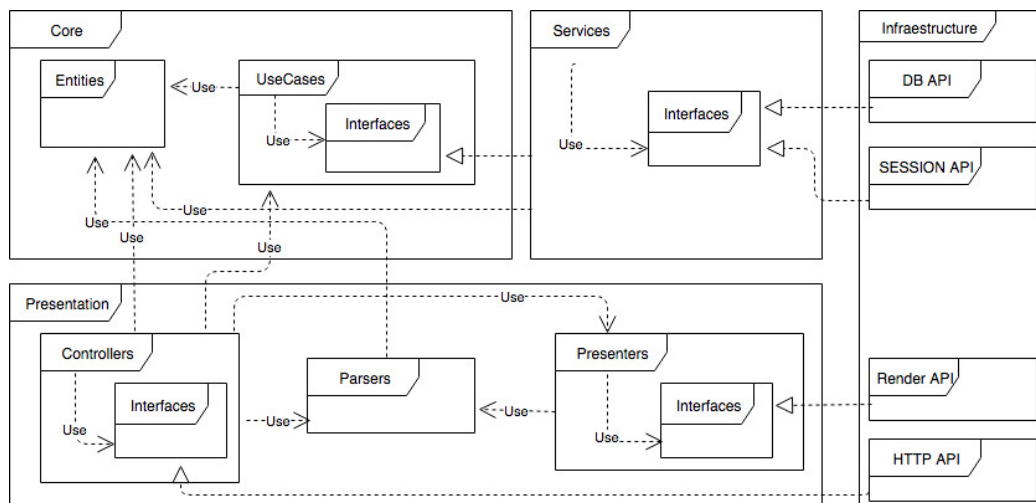 Core
Services
Infraestructure
Entities
UseCases
DB API
Use
Interfaces
Interfaces
Use
Use
SESSION API
Use
Use
Use
Use
Presentation
Use
Controllers
Presenters
Parsers
Render API
Interfaces
Interfaces
Use
Use
Use
Use
HTTP API